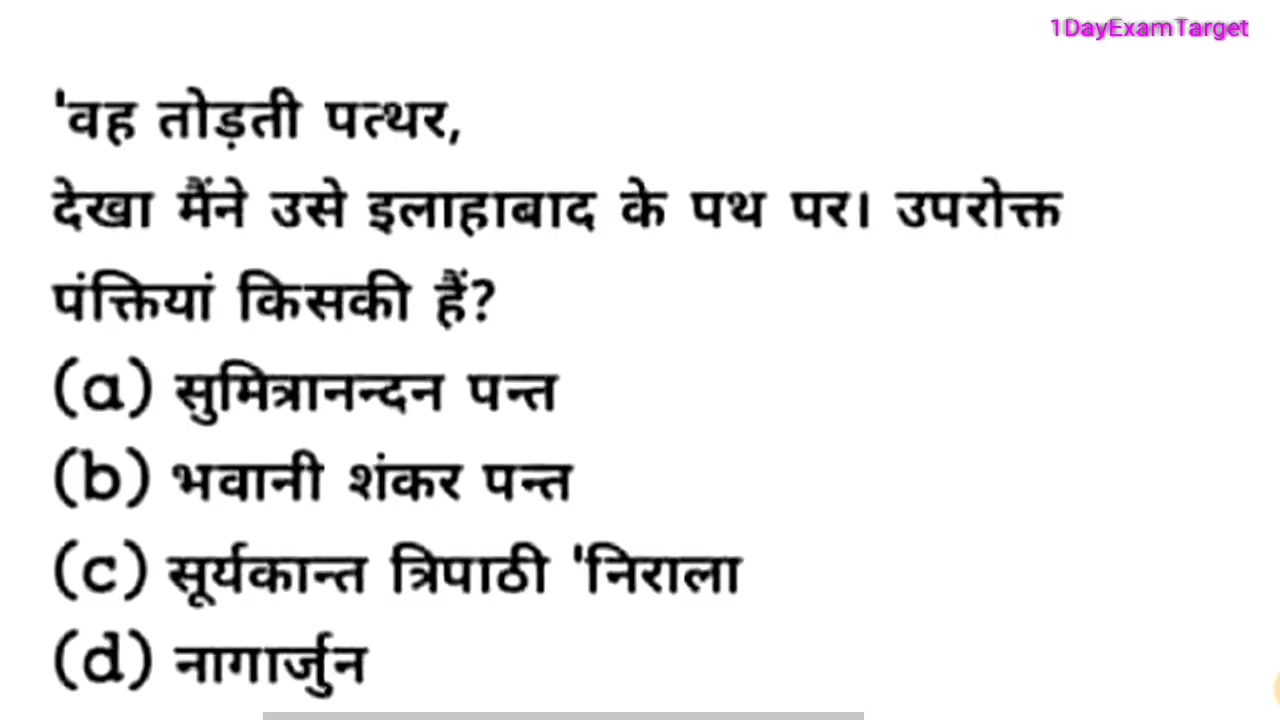 1DayExamTarget
'वह तोड़ती पत्थर,
देखा मैंने उसे इलाहाबाद के पथ पर। उपरोक्त
पंक्तियां किसकी हैं?
(a) सुमित्रानन्दन पन्त
(b) भवानी शंकर पन्त
(c) सूर्यकान्त त्रिपाठी 'निराला
(d) नागार्जुन